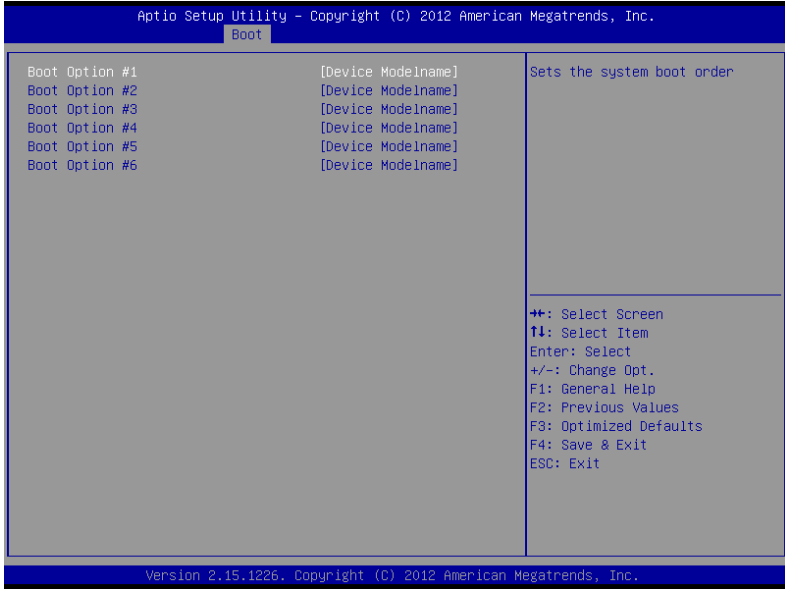 Aptio Setup Utility – Copyright (C) 2012 American Megatrends, Inc.
Boot
Boot Option #1 [Device Modelname]
Boot Option #2 [Device Modelname]
Boot Option #3 [Device Modelname]
Boot Option #4 [Device Modelname]
Boot Option #5 [Device Modelname]
Boot Option #6 [Device Modelname]
Sets the system boot order
→←: Select Screen
↑↓: Select Item
Enter: Select
+/-: Change Opt.
F1: General Help
F2: Previous Values
F3: Optimized Defaults
F4: Save & Exit
ESC: Exit
Version 2.15.1226. Copyright (C) 2012 American Megatrends, Inc.